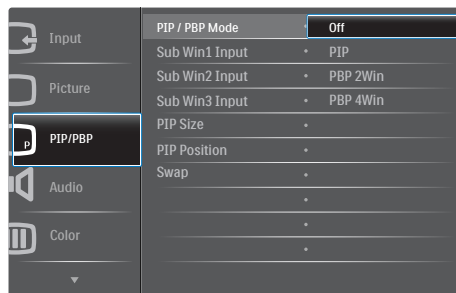 Input
Picture
P
PIP/PBP
Audio
Color
PIP / PBP Mode • Off
Sub Win1 Input • PIP
Sub Win2 Input • PBP 2Win
Sub Win3 Input • PBP 4Win
PIP Size •
PIP Position •
Swap •
•
•
•